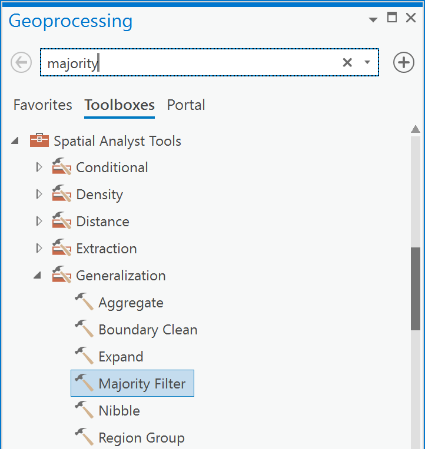 Geoprocessing
majority
Favorites Toolboxes Portal
Spatial Analyst Tools
Conditional
Density
Distance
Extraction
Generalization
Aggregate
Boundary Clean
Expand
Majority Filter
Nibble
Region Group